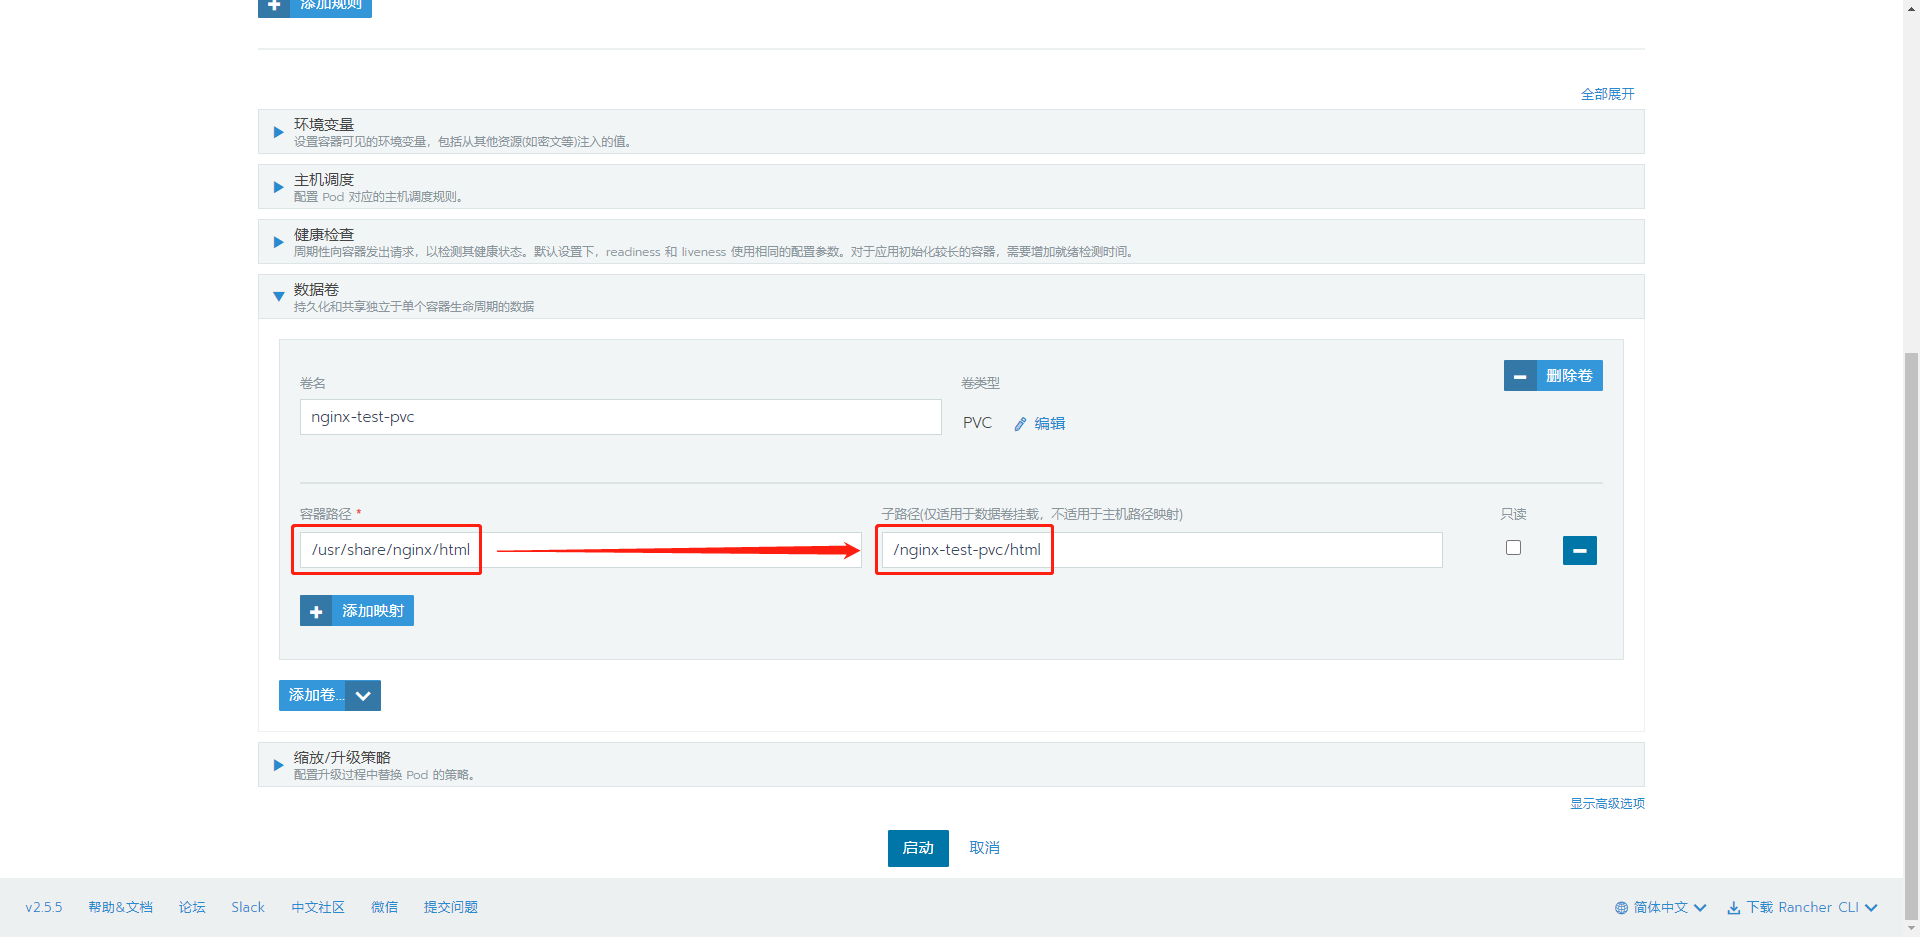 添加规则
全部展开
环境变量
设置容器可见的环境变量，包括从其他资源(如密文等)注入的值。
主机调度
配置 Pod 对应的主机调度规则。
健康检查
周期性向容器发出请求，以检测其健康状态。默认设置下，readiness 和 liveness 使用相同的配置参数。对于应用初始化较长的容器，需要增加就绪检测时间。
数据卷
持久化和共享独立于单个容器生命周期的数据
删除卷
卷名
卷类型
nginx-test-pvc
PVC 编辑
容器路径 *
子路径(仅适用于数据卷挂载，不适用于主机路径映射)
只读
/usr/share/nginx/html
/nginx-test-pvc/html
添加映射
添加卷...
缩放/升级策略
配置升级过程中替换 Pod 的策略。
显示高级选项
启动 取消
v2.5.5 帮助&文档 论坛 Slack 中文社区 微信 提交问题 简体中文 下载 Rancher CLI